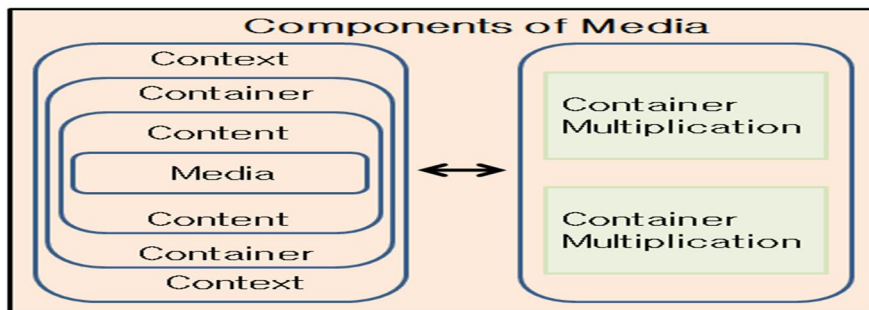 Components of Media
Context
Container
Content
Media
Content
Container
Context
Container
Multiplication
Container
Multiplication